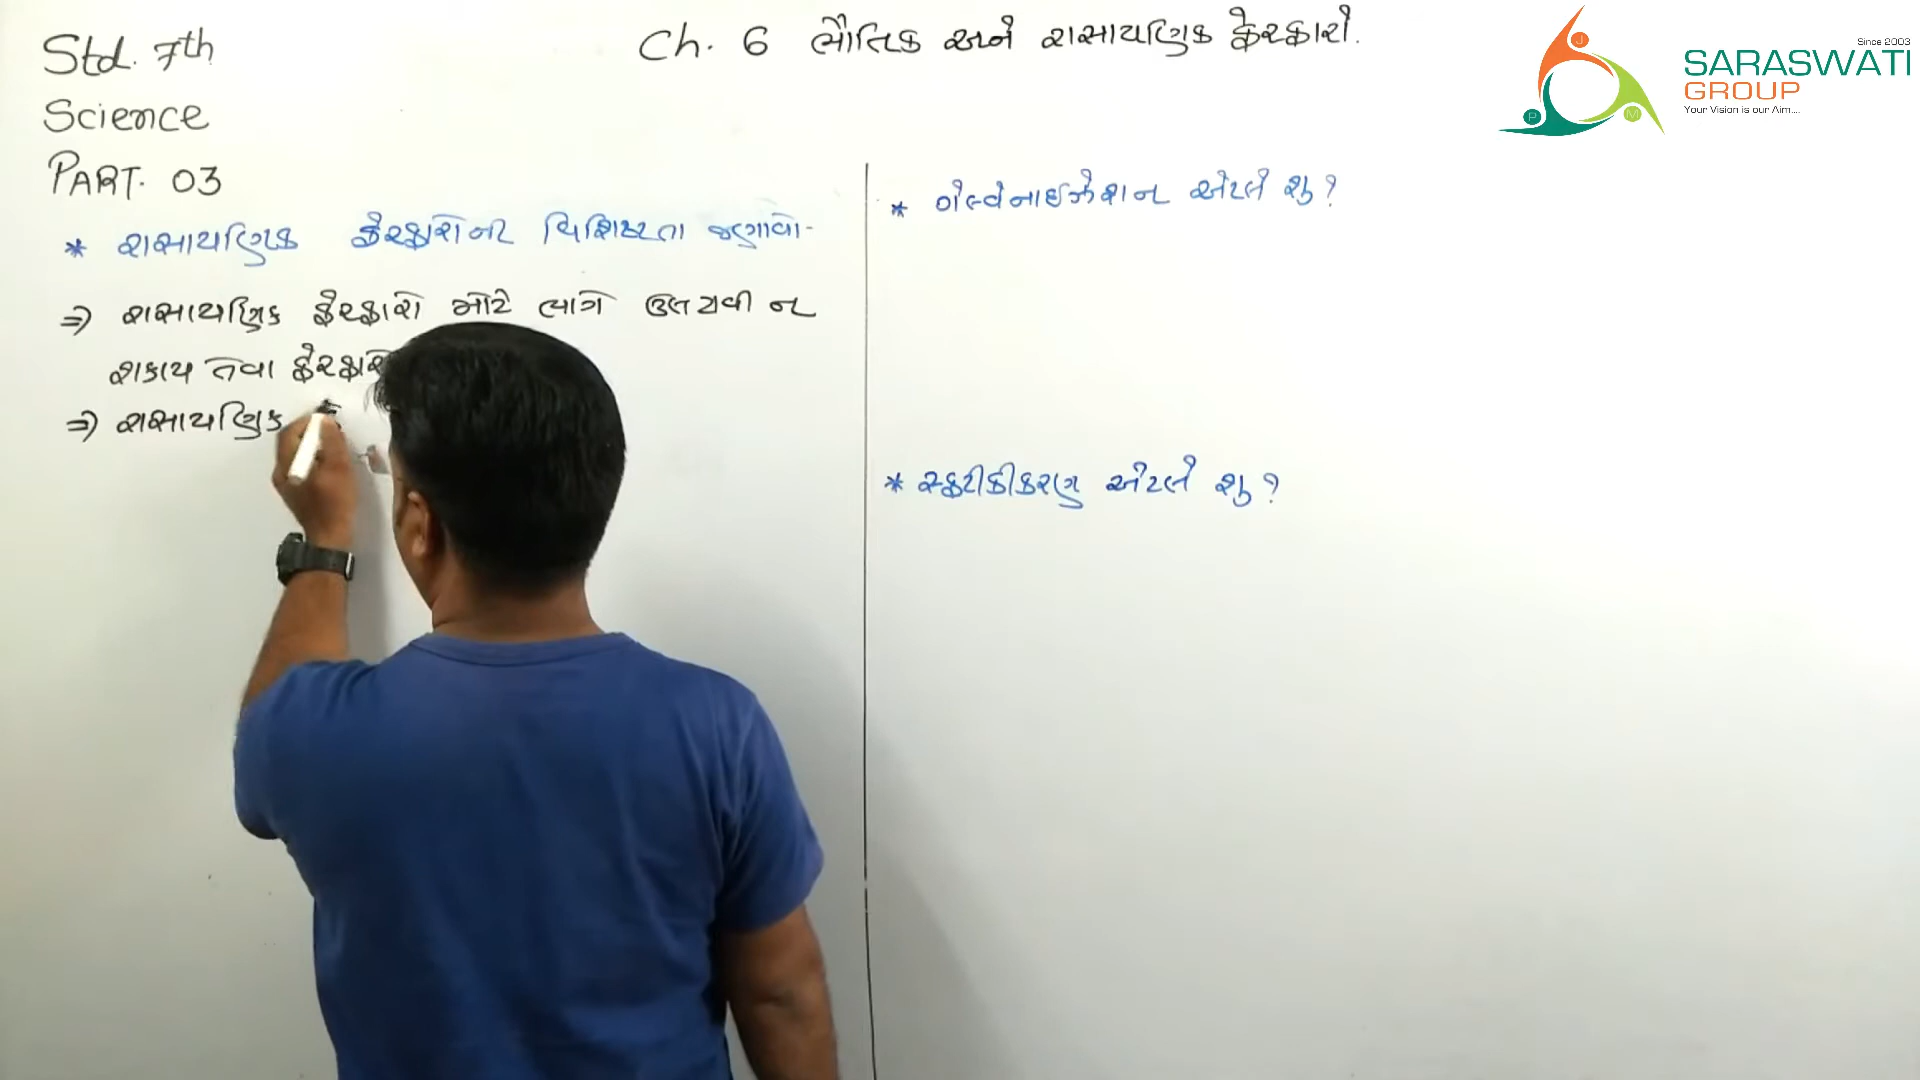 Std. 7th
Science
PART. 03
Ch. 6 ભૌતિક અને રાસાયણિક ફેરફારો.
Since 2003
SARASWATI
GROUP
Your Vision is our Aim....
J
P
M
* રાસાયણિક ફેરફારોની વિશિષ્ટતા જણાવો.
⇒ રાસાયણિક ફેરફારો મોટે ભાગે ઉલટાવી ન
શકાય તેવા ફેરફારો
⇒ રાસાયણિક
* ગેલ્વેનાઈઝેશન એટલે શુ ?
* સ્ફટીકીકરણ એટલે શુ ?